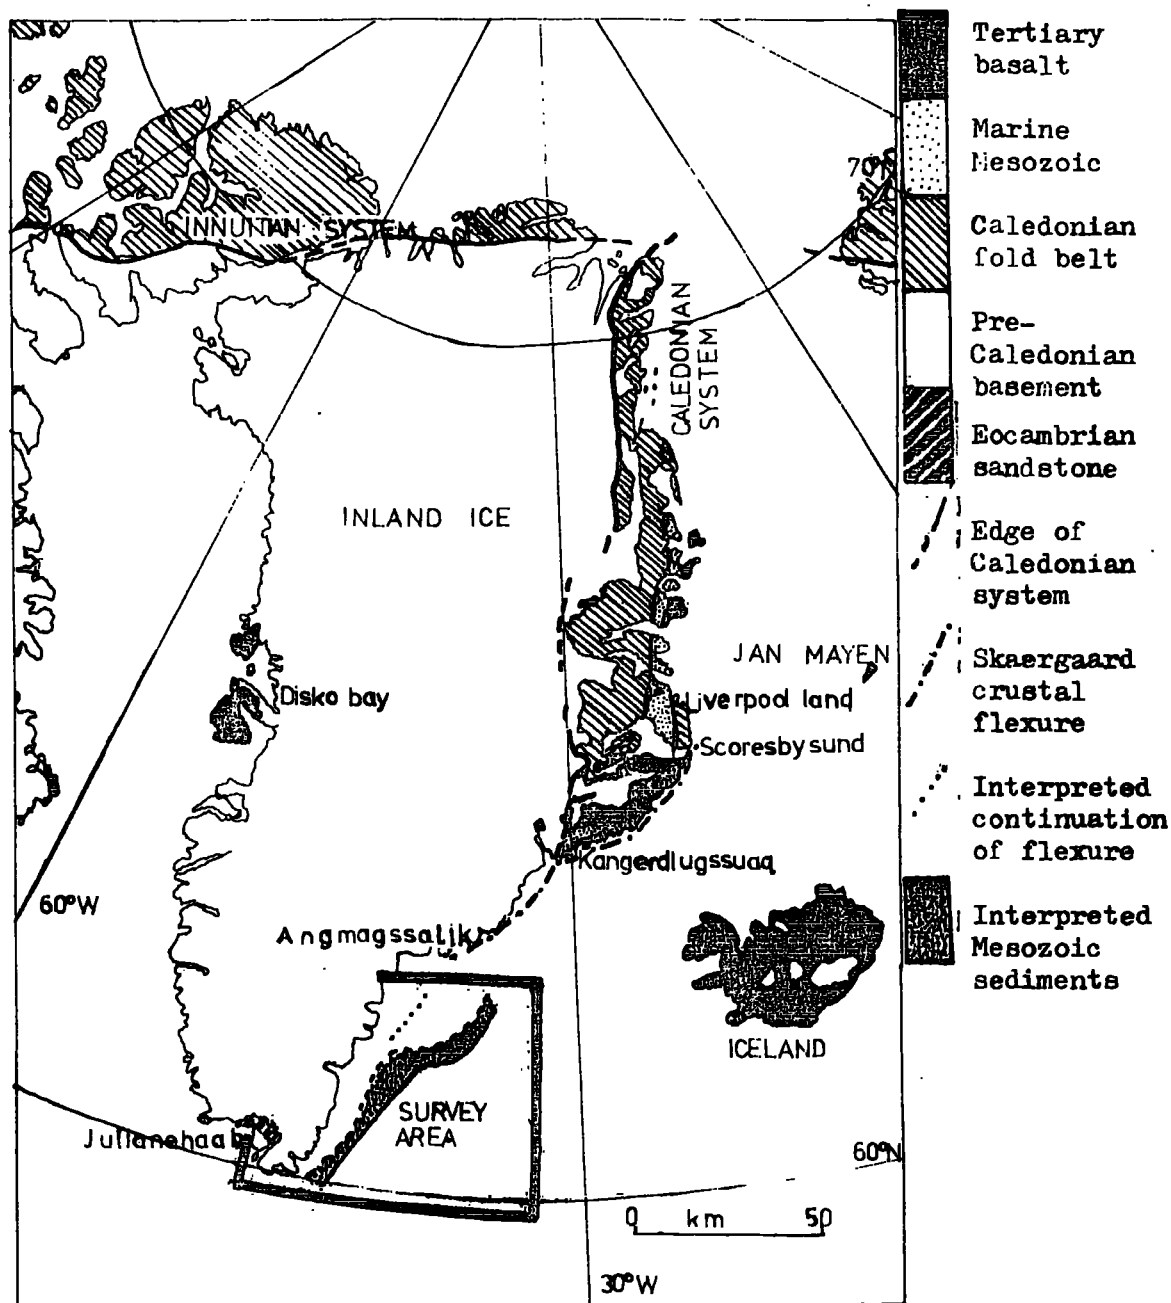 INNUITIAN SYSTEM
70°N
CALEDONIAN
SYSTEM
INLAND ICE
JAN MAYEN
Disko bay
Liverpool land
Scoresbysund
Kangerdlugssuaq
60°W
Angmagssalik
ICELAND
SURVEY
AREA
Julianehaab
60°N
0 km 50
30°W
Tertiary
basalt
Marine
Mesozoic
Caledonian
fold belt
Pre-
Caledonian
basement
Eocambrian
sandstone
Edge of
Caledonian
system
Skaergaard
crustal
flexure
Interpreted
continuation
of flexure
Interpreted
Mesozoic
sediments